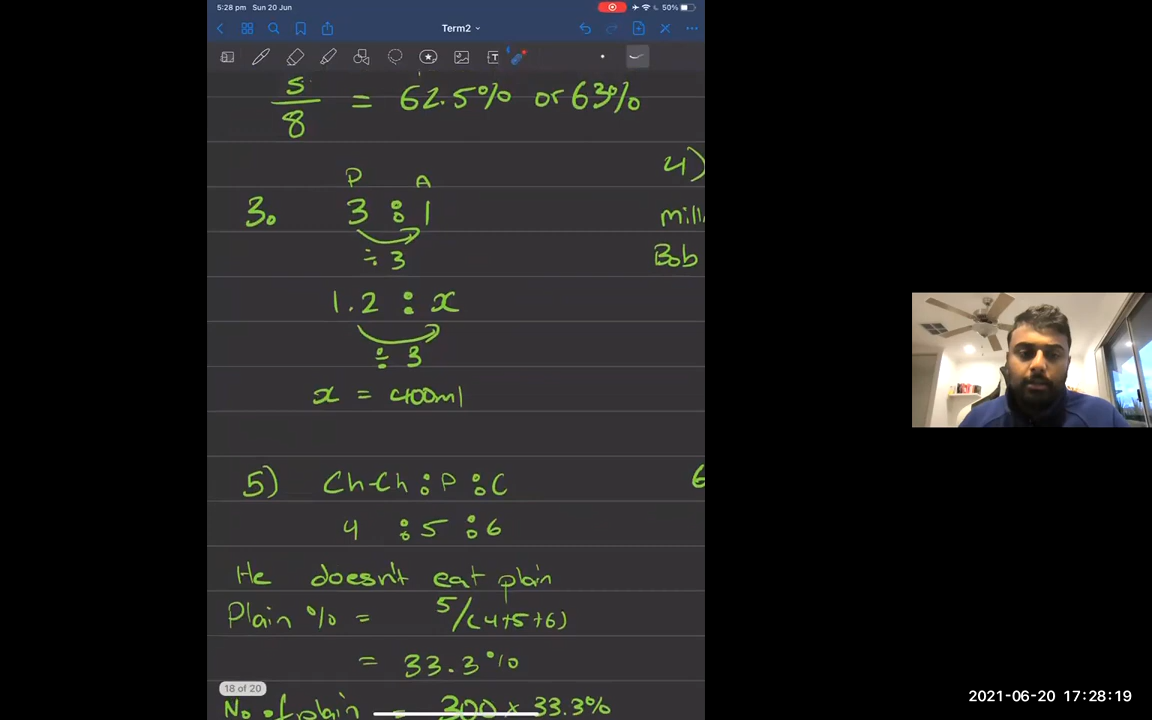 5:28 pm Sun 20 Jun
50%
Term2
5/8 = 62.5% or 63%
P A
3. 3 : 1
÷ 3
1.2 : x
÷ 3
x = 400ml
4)
mill
Bob
5) Ch-Ch : P : C
4 : 5 : 6
He doesn't eat plain
Plain % = 5/(4+5+6)
= 33.3%
18 of 20
No of plain = 300 x 33.3%
6
2021-06-20 17:28:19